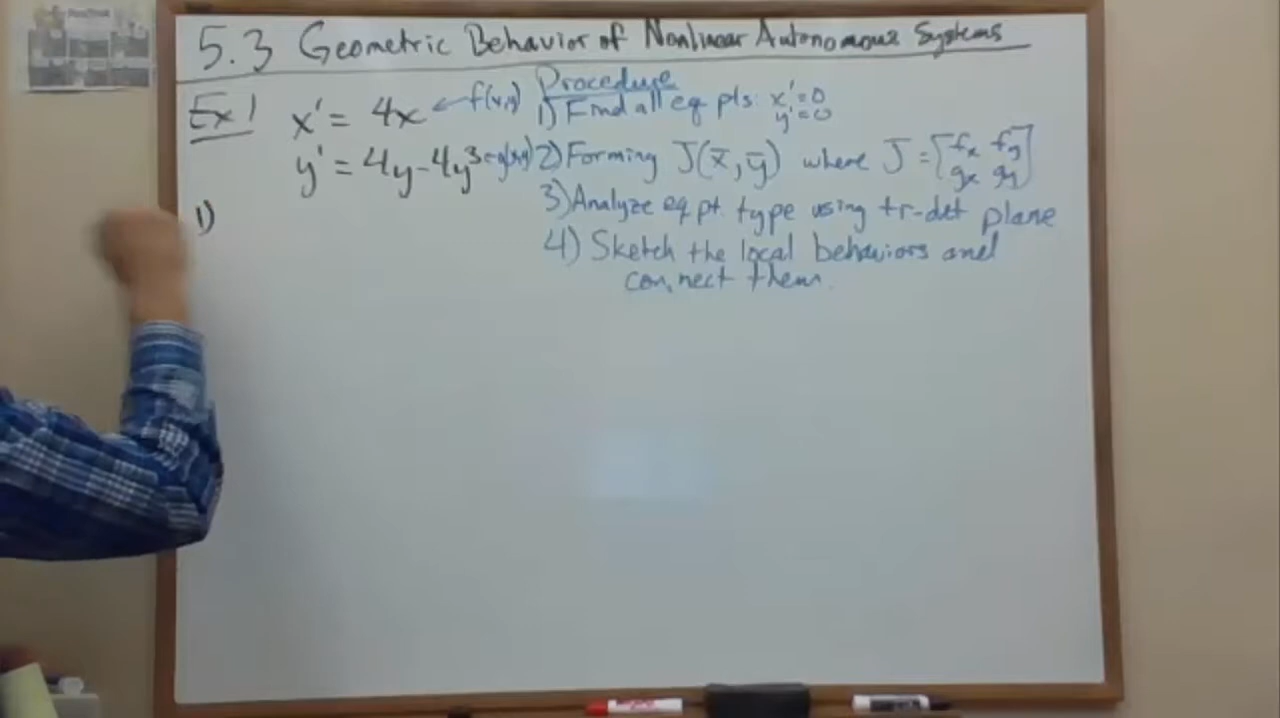 5.3 Geometric Behavior of Nonlinear Autonomous Systems
Ex 1 x' = 4x ← f(x,y)
y' = 4y - 4y³ ← g(x,y)
1)
Procedure
1) Find all eq pts: x'=0 y'=0
2) Forming J(x̄, ȳ) where J = [fx fy gx gy]
3) Analyze eq pt. type using tr-det plane
4) Sketch the local behaviors and
connect them.